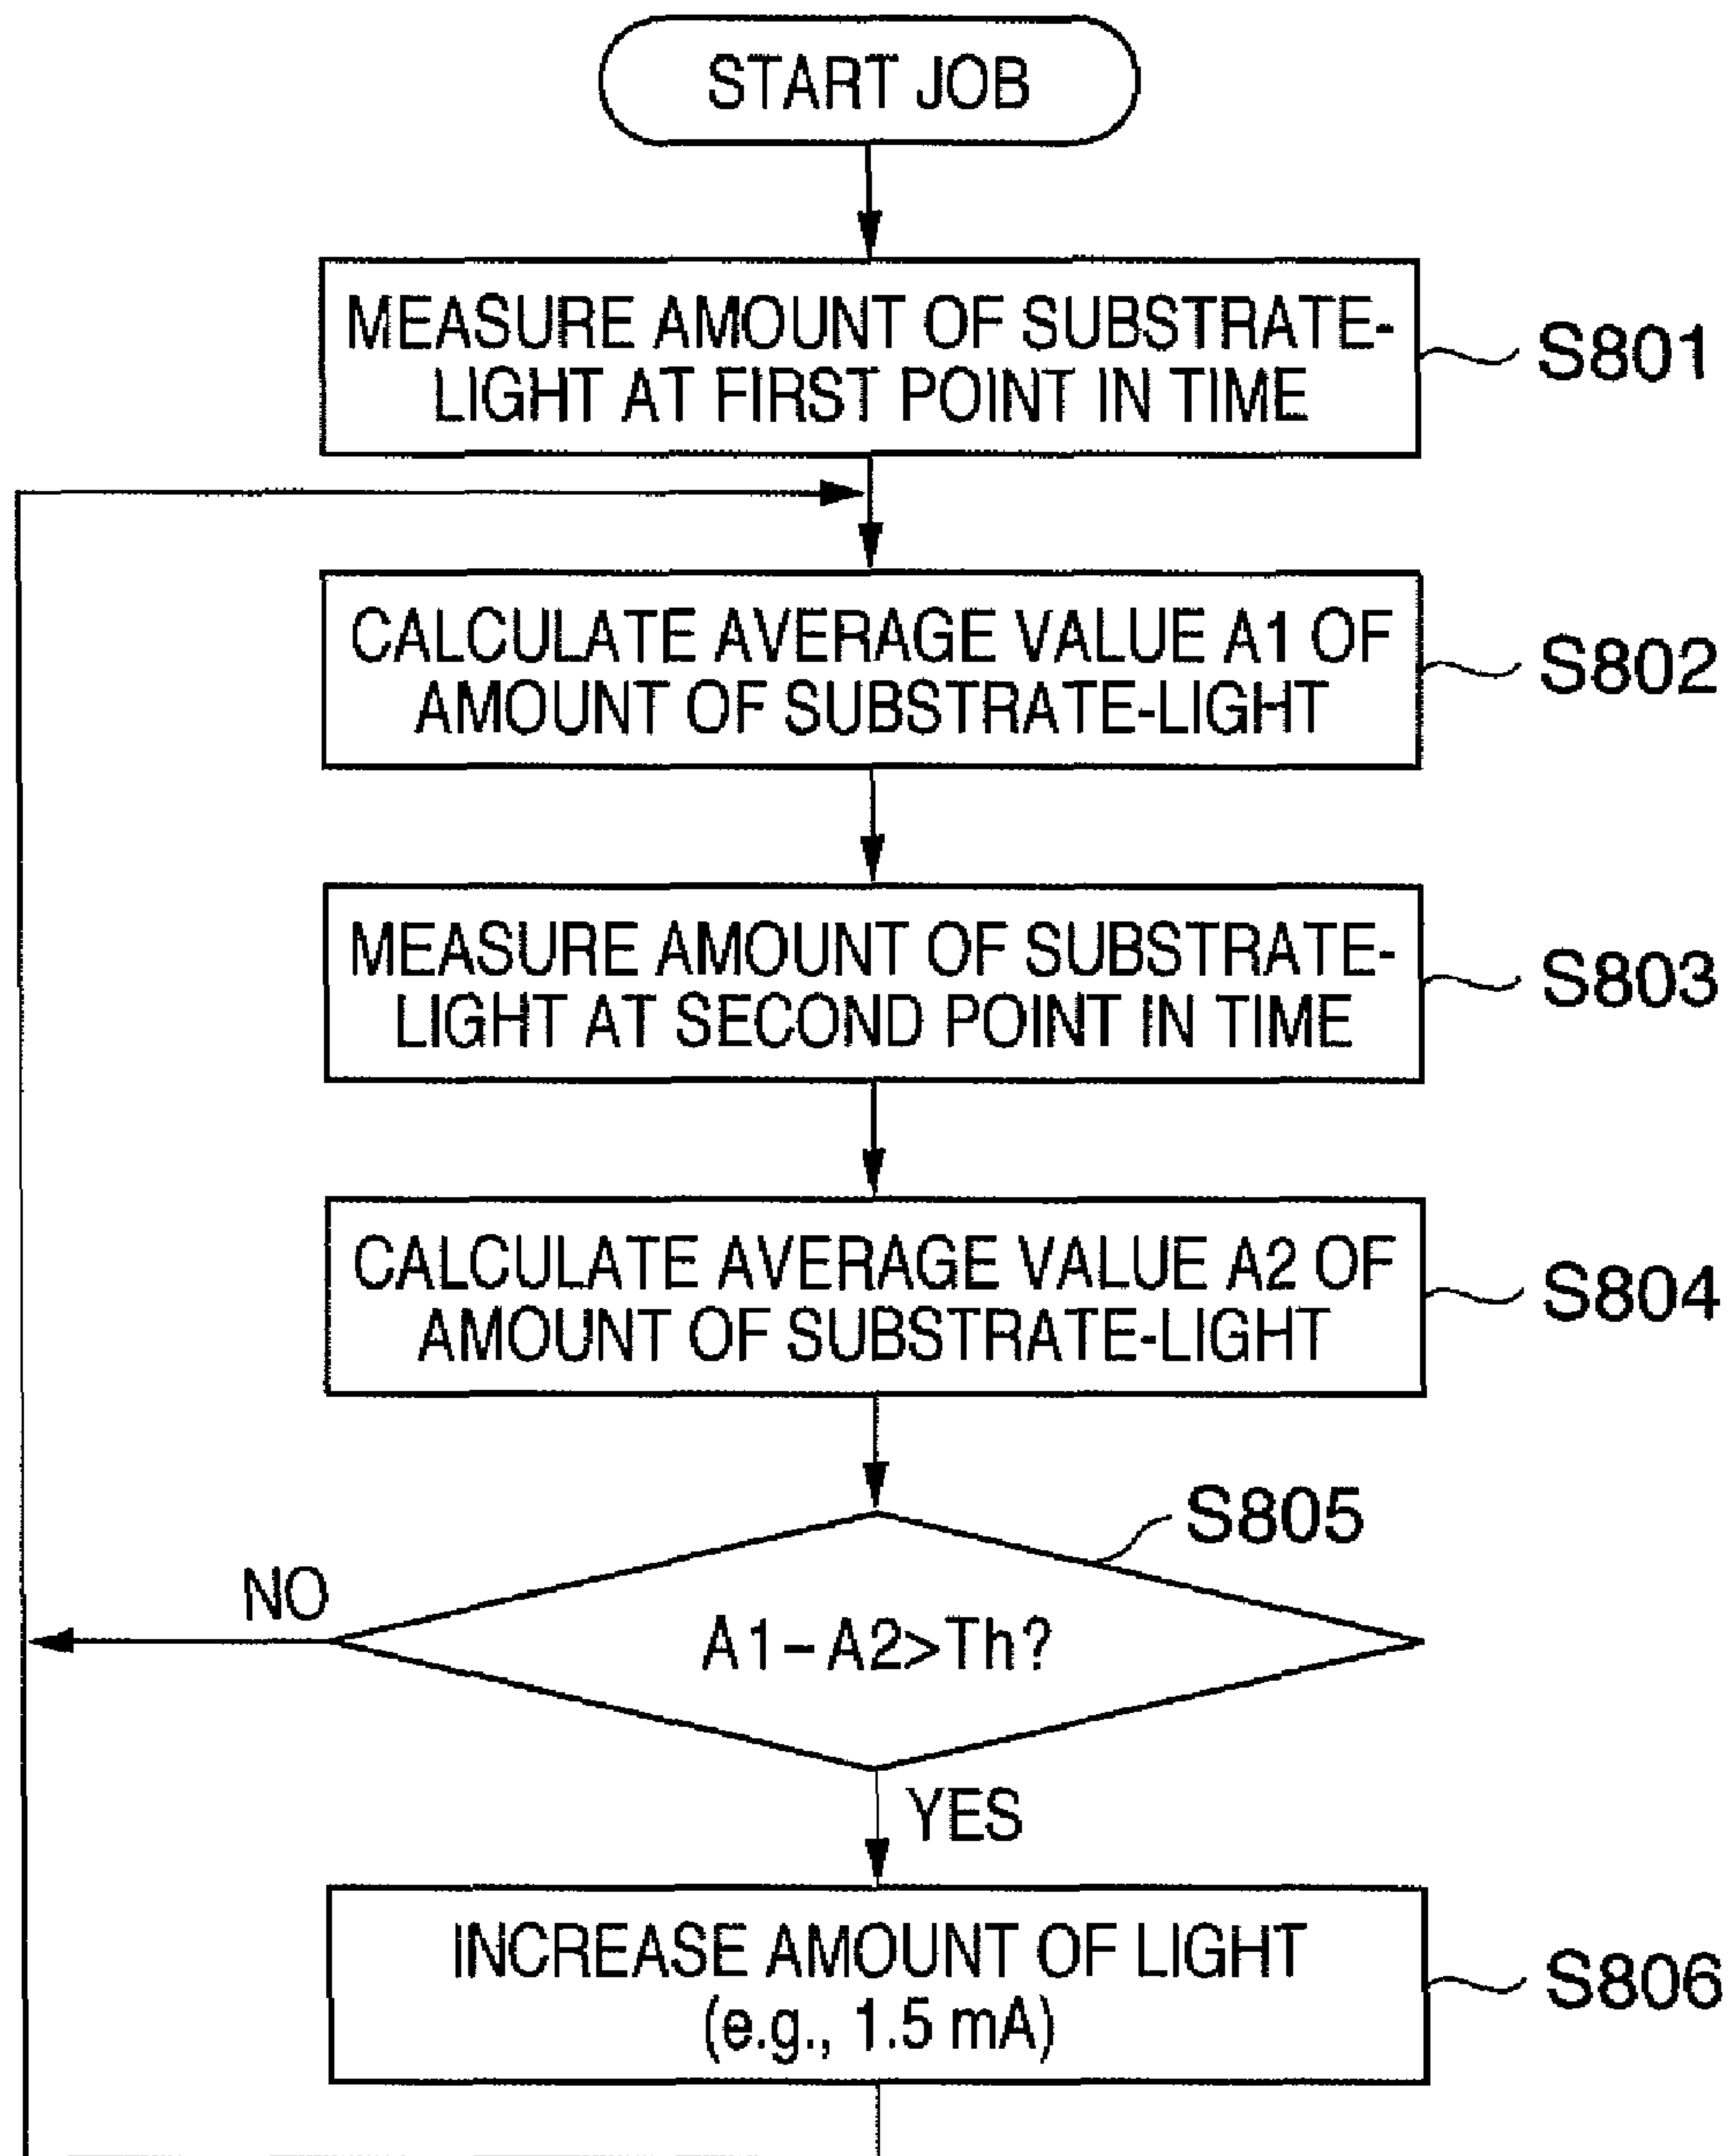 START JOB
MEASURE AMOUNT OF SUBSTRATE-
LIGHT AT FIRST POINT IN TIME
S801
CALCULATE AVERAGE VALUE A1 OF
AMOUNT OF SUBSTRATE-LIGHT
S802
MEASURE AMOUNT OF SUBSTRATE-
LIGHT AT SECOND POINT IN TIME
S803
CALCULATE AVERAGE VALUE A2 OF
AMOUNT OF SUBSTRATE-LIGHT
S804
S805
NO
A1-A2>Th?
YES
INCREASE AMOUNT OF LIGHT
(e.g., 1.5 mA)
S806